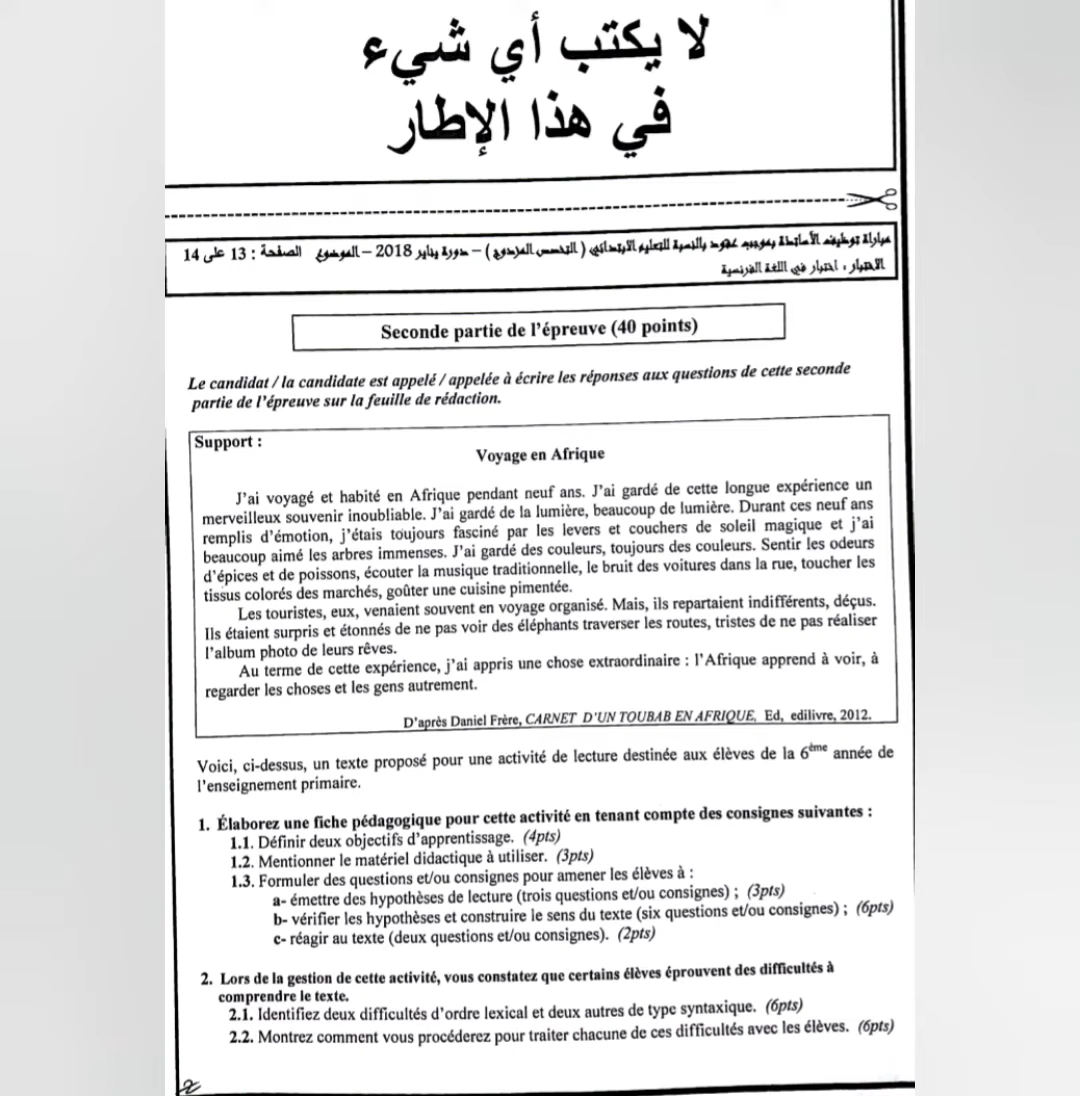 لا يكتب أي شيء
في هذا الإطار
مباراة توظيف الأساتذة بموجب عقود بالنسبة للتعليم الابتدائي ( التخصص المزدوج ) – دورة يناير 2018 – الموضوع الصفحة : 13 على 14
الاختبار : اختبار في اللغة الفرنسية
Seconde partie de l'épreuve (40 points)
Le candidat / la candidate est appelé / appelée à écrire les réponses aux questions de cette seconde
partie de l'épreuve sur la feuille de rédaction.
Support :
Voyage en Afrique
J'ai voyagé et habité en Afrique pendant neuf ans. J'ai gardé de cette longue expérience un
merveilleux souvenir inoubliable. J'ai gardé de la lumière, beaucoup de lumière. Durant ces neuf ans
remplis d'émotion, j'étais toujours fasciné par les levers et couchers de soleil magique et j'ai
beaucoup aimé les arbres immenses. J'ai gardé des couleurs, toujours des couleurs. Sentir les odeurs
d'épices et de poissons, écouter la musique traditionnelle, le bruit des voitures dans la rue, toucher les
tissus colorés des marchés, goûter une cuisine pimentée.
Les touristes, eux, venaient souvent en voyage organisé. Mais, ils repartaient indifférents, déçus.
Ils étaient surpris et étonnés de ne pas voir des éléphants traverser les routes, tristes de ne pas réaliser
l'album photo de leurs rêves.
Au terme de cette expérience, j'ai appris une chose extraordinaire : l'Afrique apprend à voir, à
regarder les choses et les gens autrement.
D'après Daniel Frère, CARNET D'UN TOUBAB EN AFRIQUE, Ed, edilivre, 2012.
Voici, ci-dessus, un texte proposé pour une activité de lecture destinée aux élèves de la 6ème année de
l'enseignement primaire.
1. Élaborez une fiche pédagogique pour cette activité en tenant compte des consignes suivantes :
1.1. Définir deux objectifs d'apprentissage. (4pts)
1.2. Mentionner le matériel didactique à utiliser. (3pts)
1.3. Formuler des questions et/ou consignes pour amener les élèves à :
a- émettre des hypothèses de lecture (trois questions et/ou consignes) ; (3pts)
b- vérifier les hypothèses et construire le sens du texte (six questions et/ou consignes) ; (6pts)
c- réagir au texte (deux questions et/ou consignes). (2pts)
2. Lors de la gestion de cette activité, vous constatez que certains élèves éprouvent des difficultés à
comprendre le texte.
2.1. Identifiez deux difficultés d'ordre lexical et deux autres de type syntaxique. (6pts)
2.2. Montrez comment vous procéderez pour traiter chacune de ces difficultés avec les élèves. (6pts)